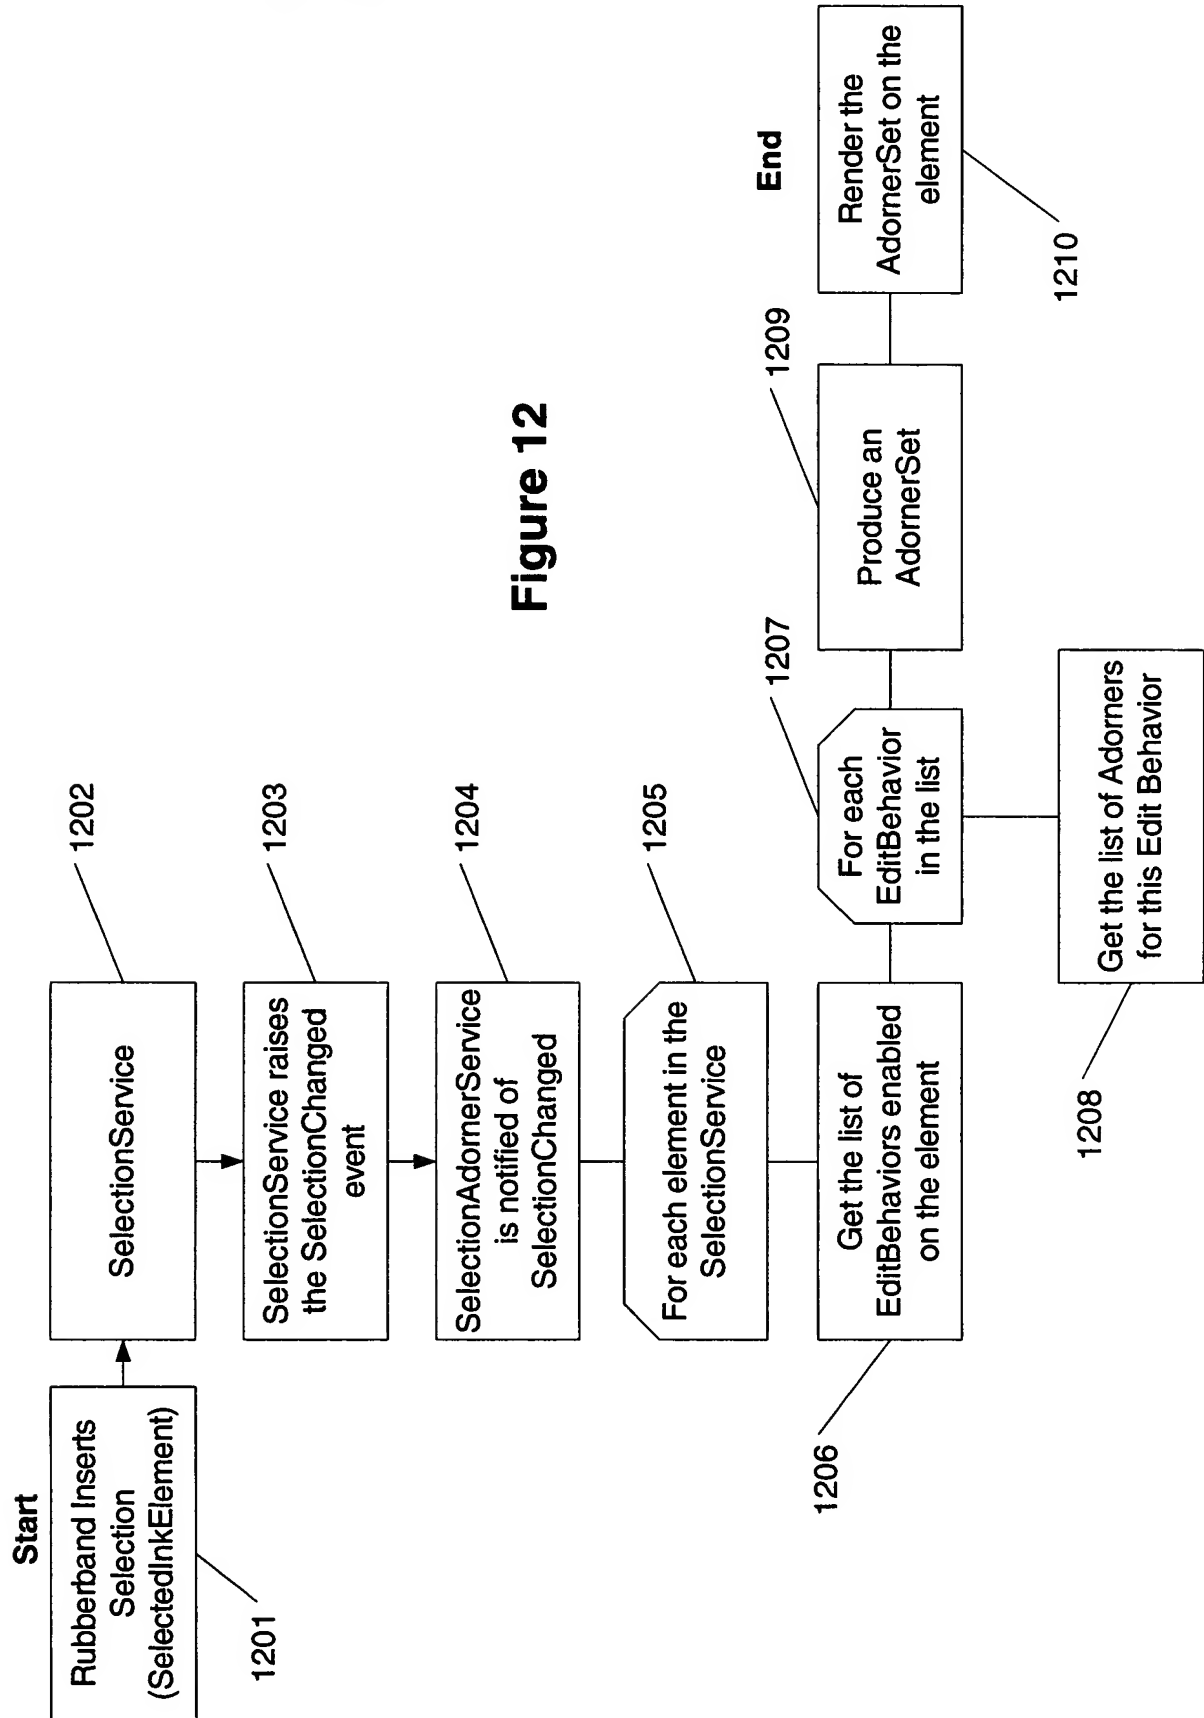 Start
Rubberband Inserts
Selection
(SelectedInkElement)
1201
SelectionService
1202
SelectionService raises
the SelectionChanged
event
1203
SelectionAdornerService
is notified of
SelectionChanged
1204
For each element in the
SelectionService
1205
Get the list of
EditBehaviors enabled
on the element
1206
For each
EditBehavior
in the list
1207
Get the list of Adorners
for this Edit Behavior
1208
Produce an
AdornerSet
1209
End
Render the
AdornerSet on the
element
1210
Figure 12